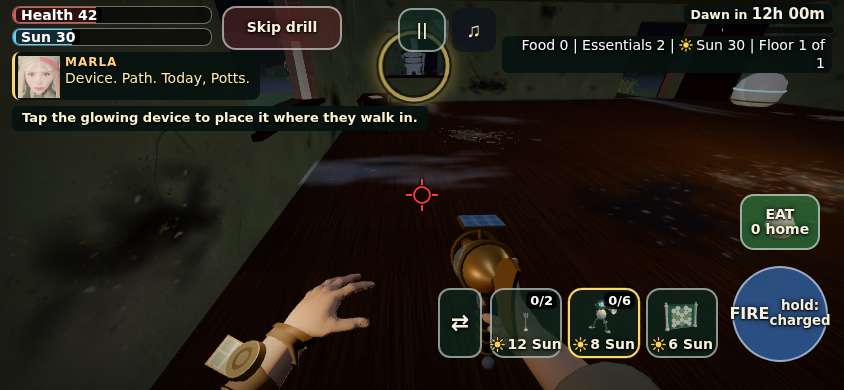 Health 42
Sun 30
Skip drill
Dawn in 12h 00m
Food 0 | Essentials 2 | ☀ Sun 30 | Floor 1 of
1
MARLA
Device. Path. Today, Potts.
Tap the glowing device to place it where they walk in.
EAT
0 home
0/2
☀12 Sun
0/6
☀8 Sun
☀6 Sun
FIRE
hold:
charged